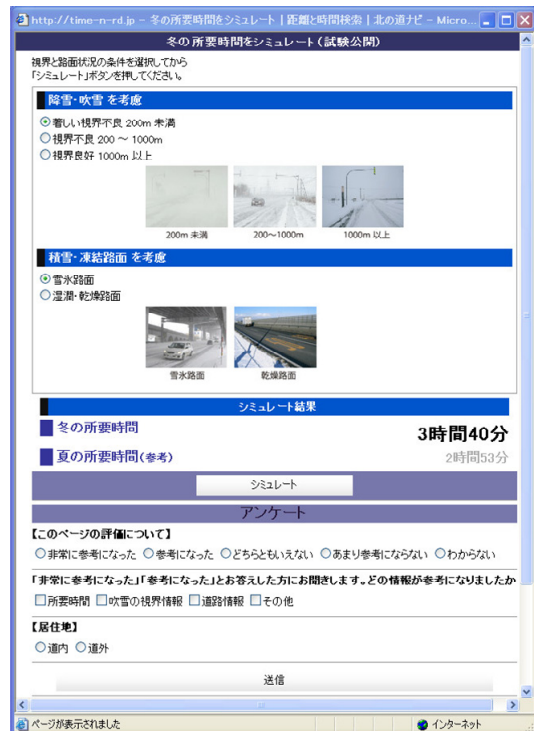 http://time-n-rd.jp - 冬の所要時間をシミュレート | 距離と時間検索 | 北の道ナビ - Micro...
冬の所要時間をシミュレート(試験公開)
視界と路面状況の条件を選択してから
「シミュレート」ボタンを押してください。
降雪・吹雪 を考慮
著しい視界不良 200m 未満
視界不良 200 ～ 1000m
視界良好 1000m 以上
200m 未満 200～1000m 1000m 以上
積雪・凍結路面 を考慮
雪氷路面
湿潤・乾燥路面
雪氷路面 乾燥路面
シミュレート結果
冬の所要時間 3時間40分
夏の所要時間(参考) 2時間53分
シミュレート
アンケート
【このページの評価について】
非常に参考になった 参考になった どちらともいえない あまり参考にならない わからない
「非常に参考になった」「参考になった」とお答えした方にお聞きします。どの情報が参考になりましたか
所要時間 吹雪の視界情報 道路情報 その他
【居住地】
道内 道外
送信
ページが表示されました インターネット